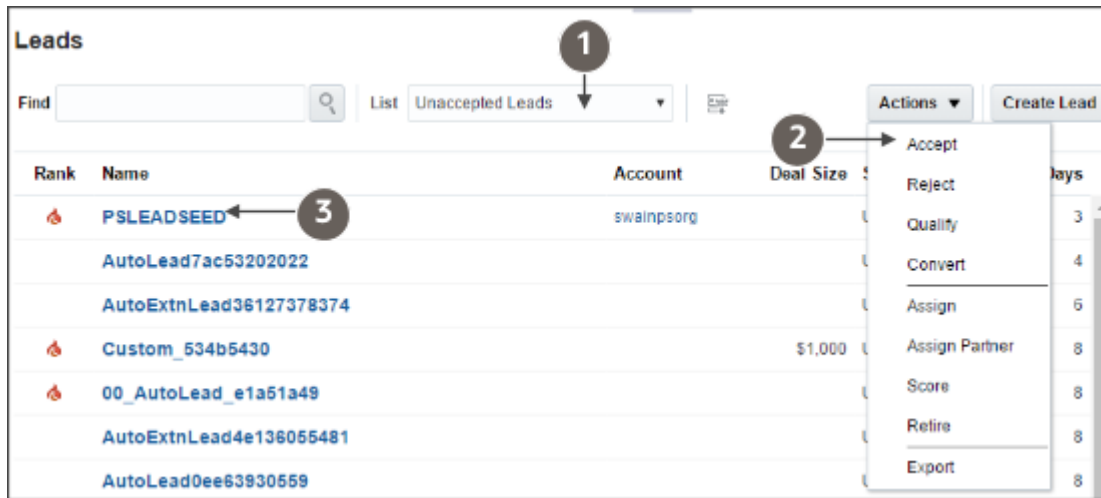 Leads
1
Find List Unaccepted Leads Actions Create Lead
2 Accept
Rank Name Account Deal Size
Reject
PSLEADSEED 3 swainpsorg 3
Qualify
AutoLead7ac53202022 Convert 4
AutoExtnLead36127378374 Assign 6
Custom_534b5430 $1,000 Assign Partner 8
00_AutoLead_e1a51a49 Score 8
Retire
AutoExtnLead4e136055481 8
Export
AutoLead0ee63930559 8